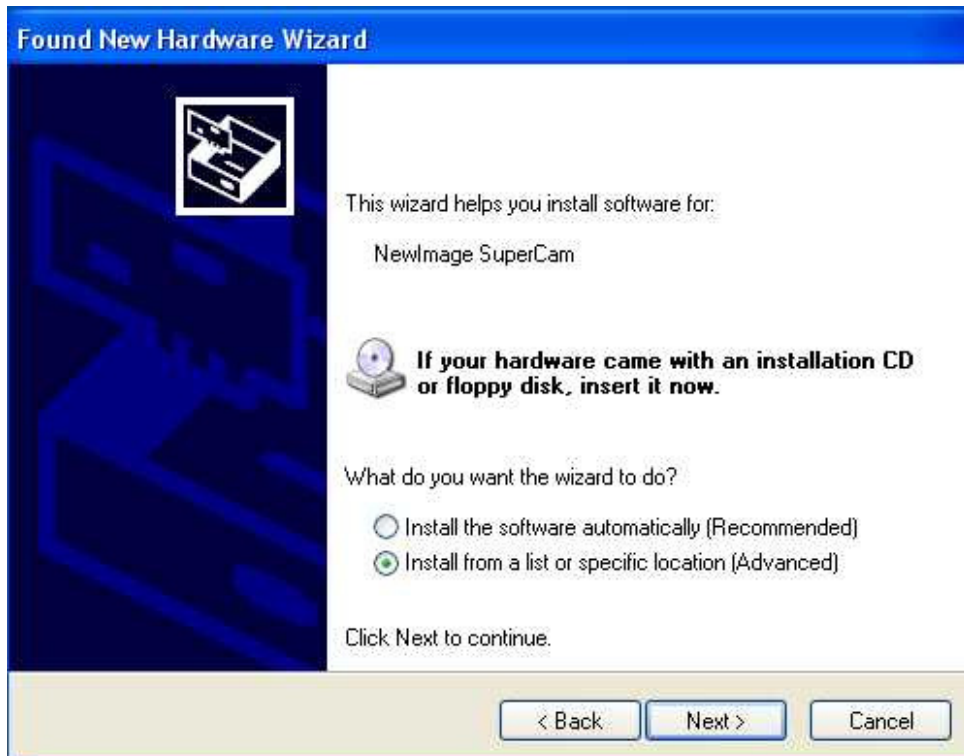 Found New Hardware Wizard
This wizard helps you install software for:
NewImage SuperCam
If your hardware came with an installation CD
or floppy disk, insert it now.
What do you want the wizard to do?
Install the software automatically (Recommended)
Install from a list or specific location (Advanced)
Click Next to continue.
< Back
Next >
Cancel